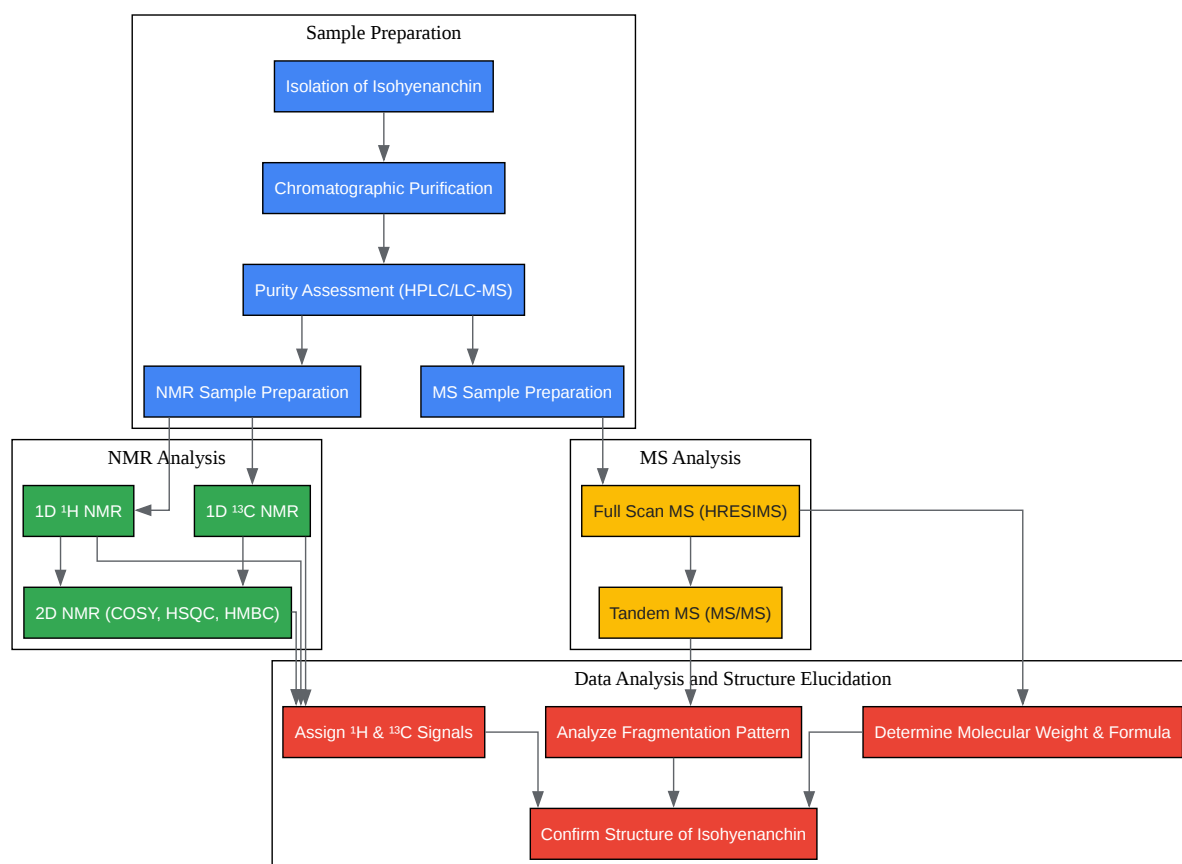 Sample Preparation
Isolation of Isohyenanchin
Chromatographic Purification
Purity Assessment (HPLC/LC-MS)
NMR Sample Preparation
MS Sample Preparation
NMR Analysis
1D ¹H NMR
1D ¹³C NMR
2D NMR (COSY, HSQC, HMBC)
MS Analysis
Full Scan MS (HRESIMS)
Tandem MS (MS/MS)
Data Analysis and Structure Elucidation
Assign ¹H & ¹³C Signals
Analyze Fragmentation Pattern
Determine Molecular Weight & Formula
Confirm Structure of Isohyenanchin